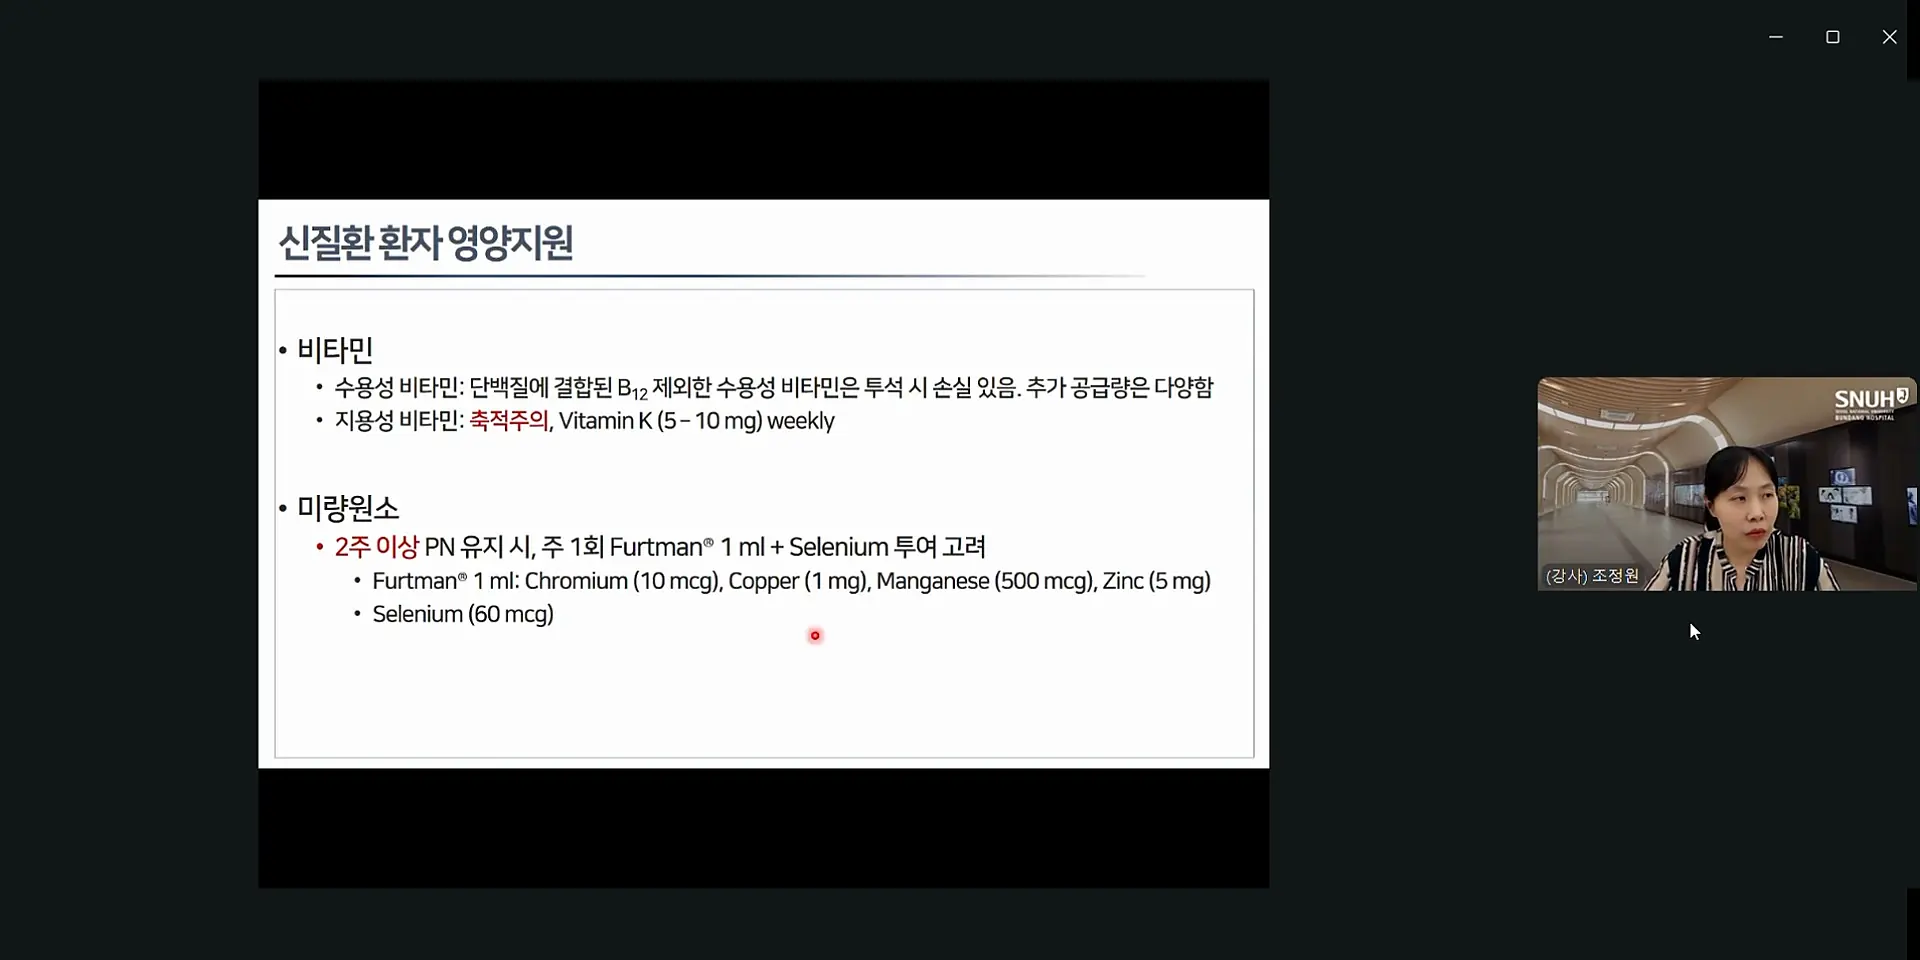 신질환 환자 영양지원
• 비타민
• 수용성 비타민: 단백질에 결합된 B12 제외한 수용성 비타민은 투석 시 손실 있음. 추가 공급량은 다양함
• 지용성 비타민: 축적주의, Vitamin K (5 – 10 mg) weekly
• 미량원소
• 2주 이상 PN 유지 시, 주 1회 Furtman® 1 ml + Selenium 투여 고려
• Furtman® 1 ml: Chromium (10 mcg), Copper (1 mg), Manganese (500 mcg), Zinc (5 mg)
• Selenium (60 mcg)
SNUH
SEOUL NATIONAL UNIVERSITY
BUNDANG HOSPITAL
(강사) 조정원